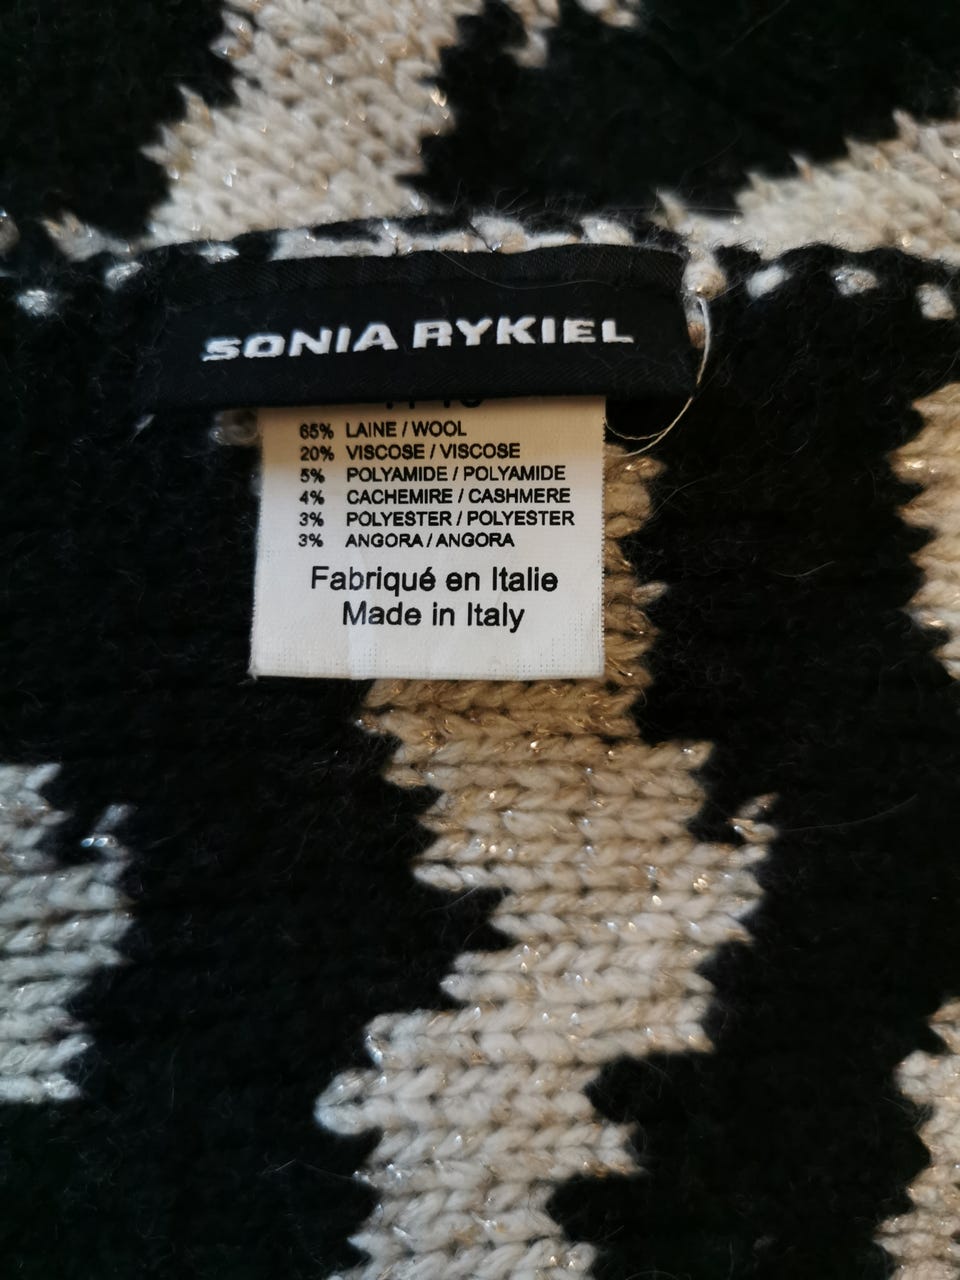 SONIA RYKIEL
65% LAINE / WOOL
20% VISCOSE / VISCOSE
5% POLYAMIDE / POLYAMIDE
4% CACHEMIRE / CASHMERE
3% POLYESTER / POLYESTER
3% ANGORA / ANGORA
Fabriqué en Italie
Made in Italy